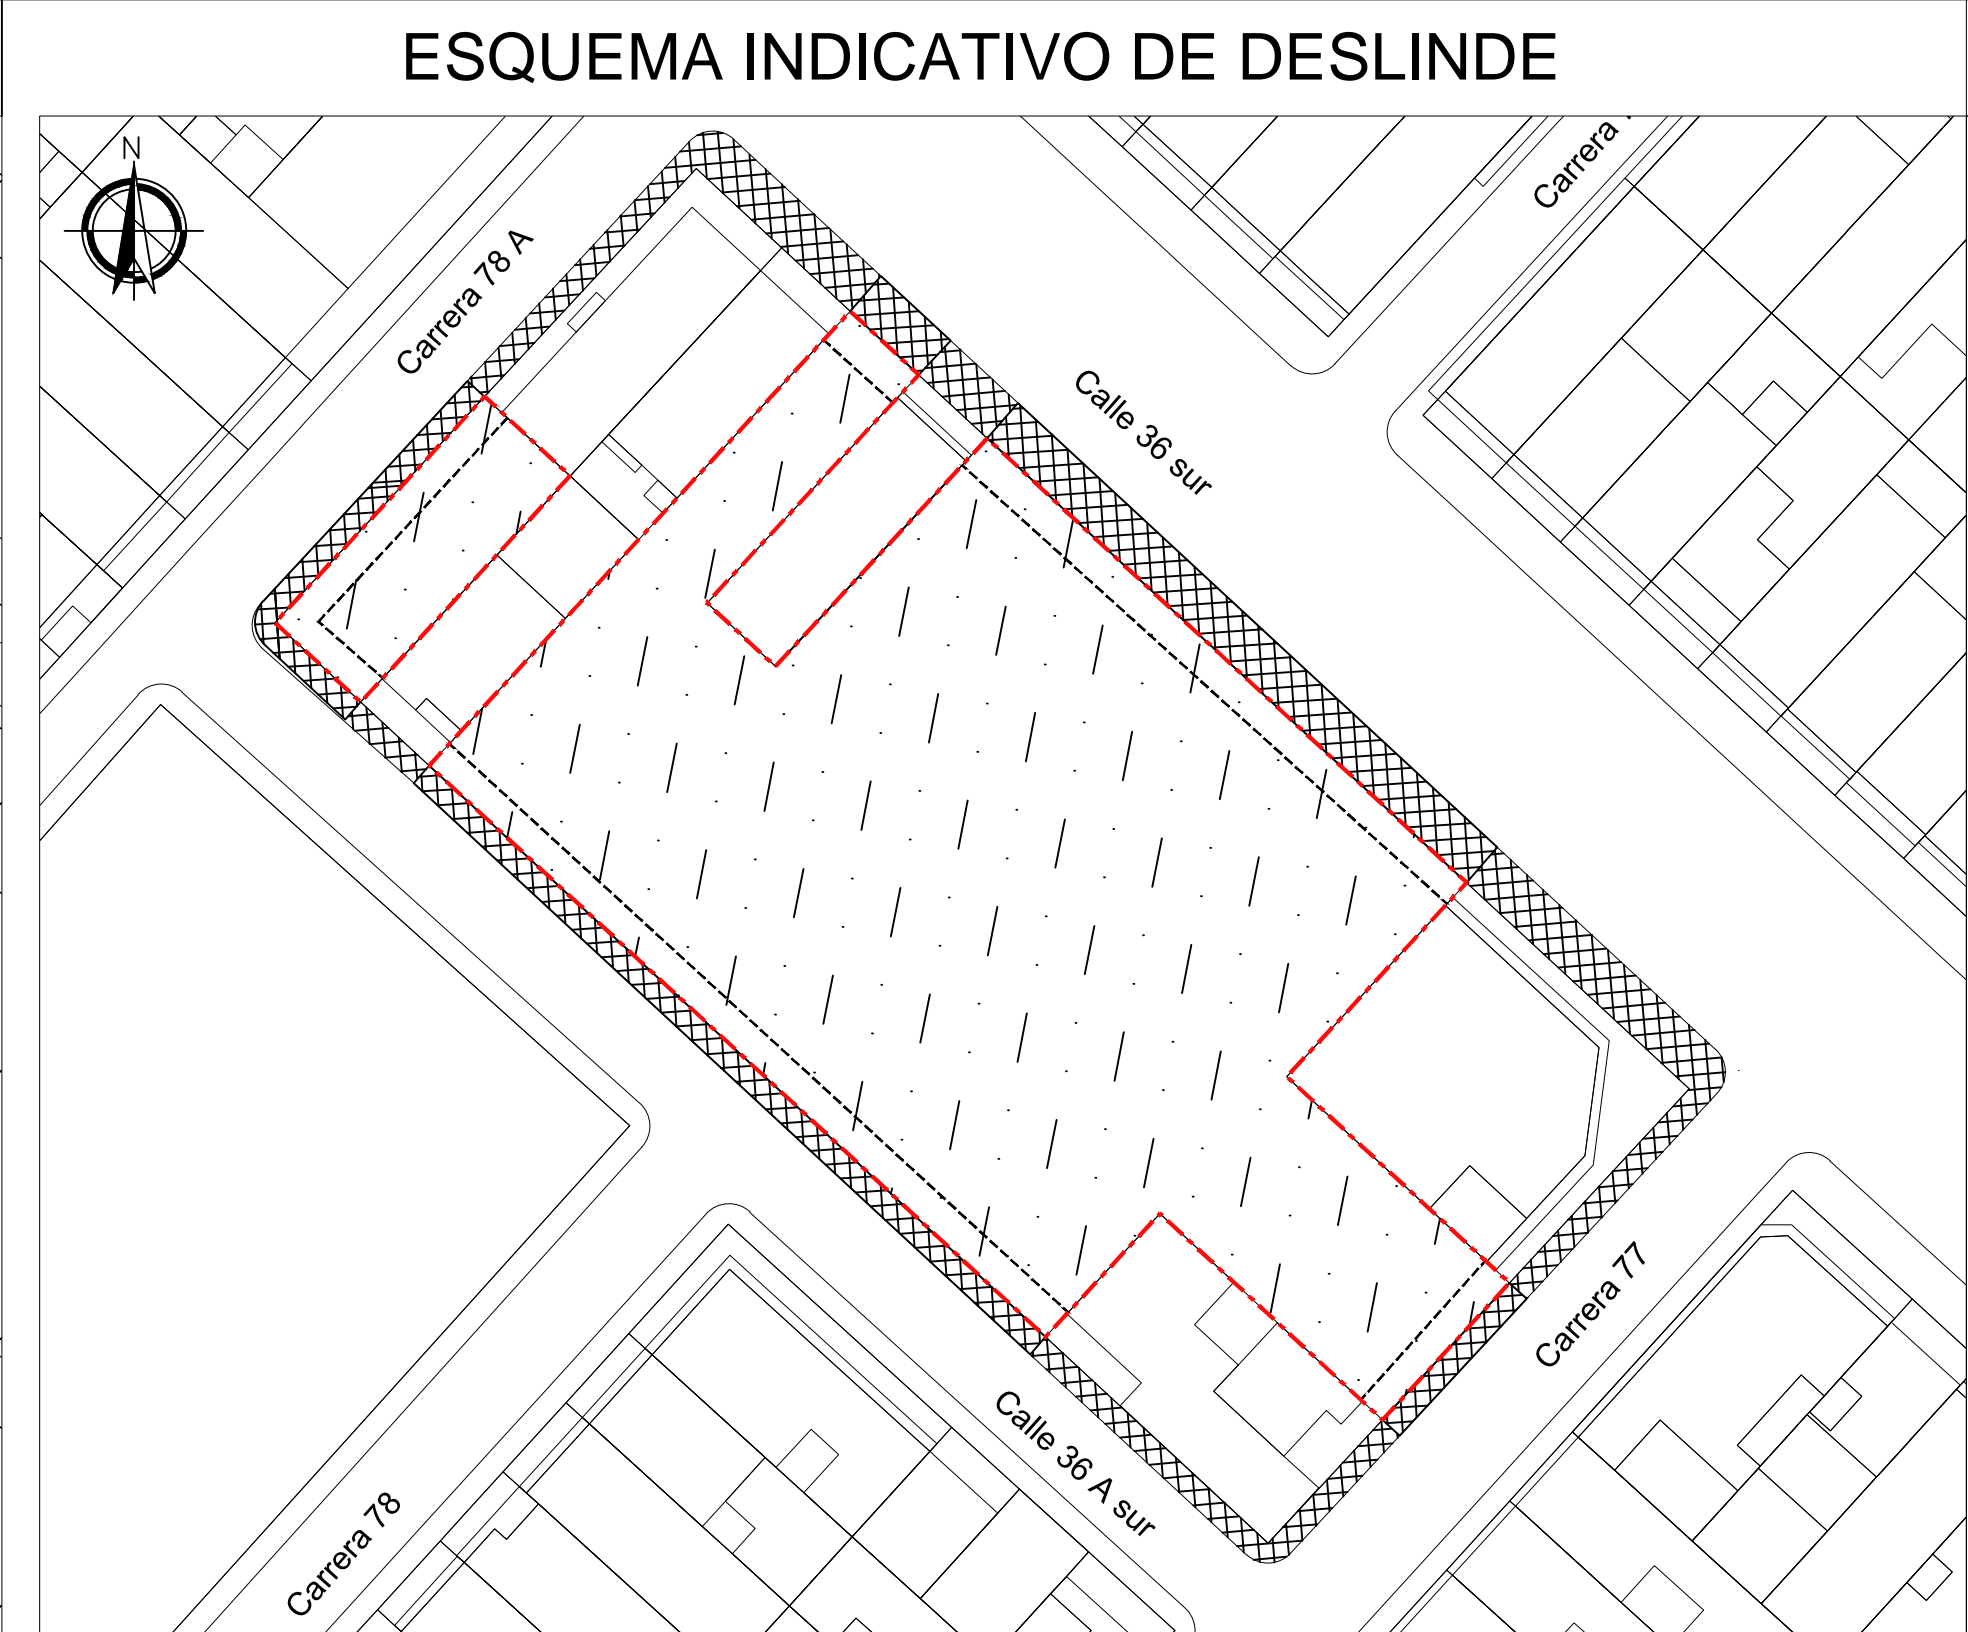 ESQUEMA INDICATIVO DE DESLINDE
N
Carrera
Carrera 78 A
Calle 36 sur
Carrera 77
Calle 36 A sur
Carrera 78